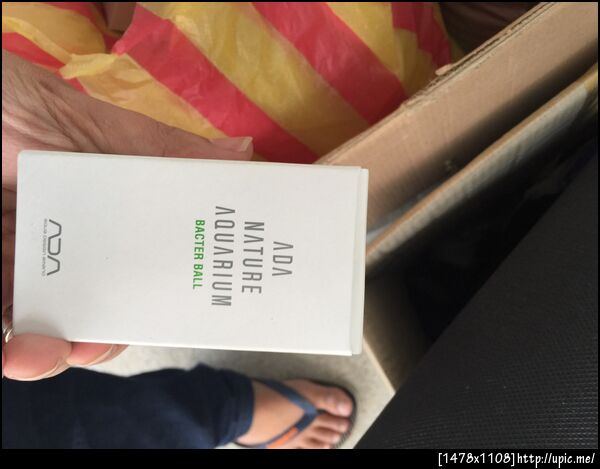 ADA
NATURE
AQUARIUM
BACTER BALL
ADA
[1478x1108]http://upic.me/